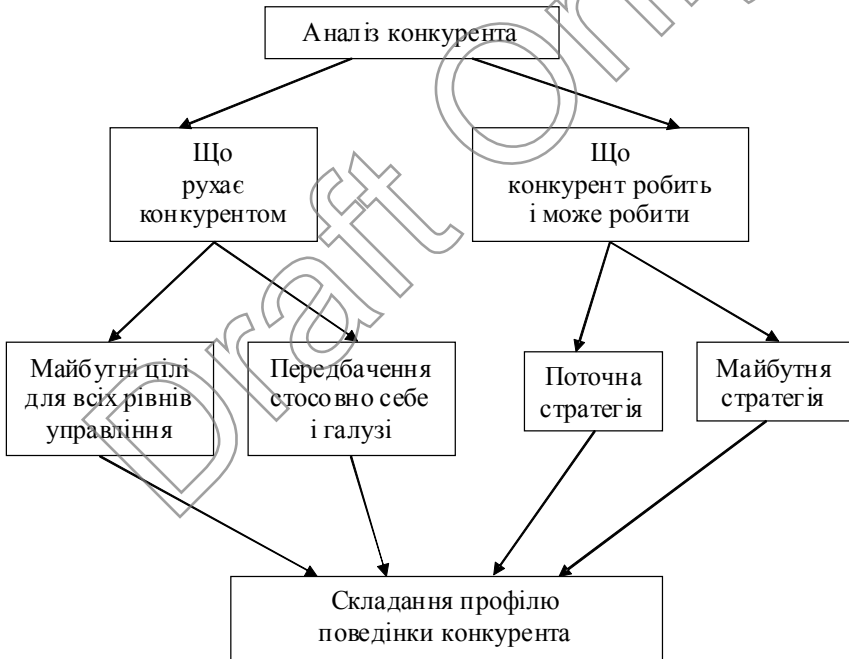 Аналіз конкурента
Що
рухає
конкурентом
Що
конкурент робить
і може робити
Майбутні цілі
для всіх рівнів
управління
Передбачення
стосовно себе
і галузі
Поточна
стратегія
Майбутня
стратегія
Складання профілю
поведінки конкурента